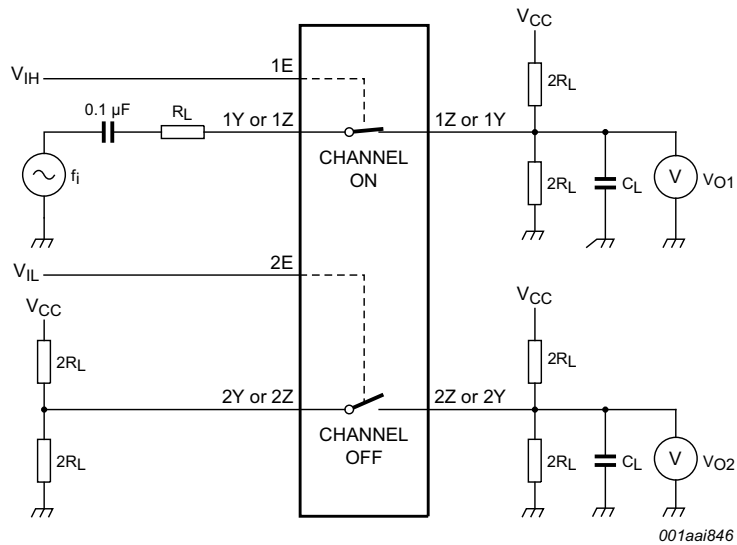 VCC
VIH
1E
2RL
0.1 µF
RL
1Y or 1Z
1Z or 1Y
fi
CHANNEL
ON
2RL
CL
V
VO1
VIL
2E
VCC
VCC
2RL
2RL
2Y or 2Z
2Z or 2Y
2RL
CHANNEL
OFF
2RL
CL
V
VO2
001aai846